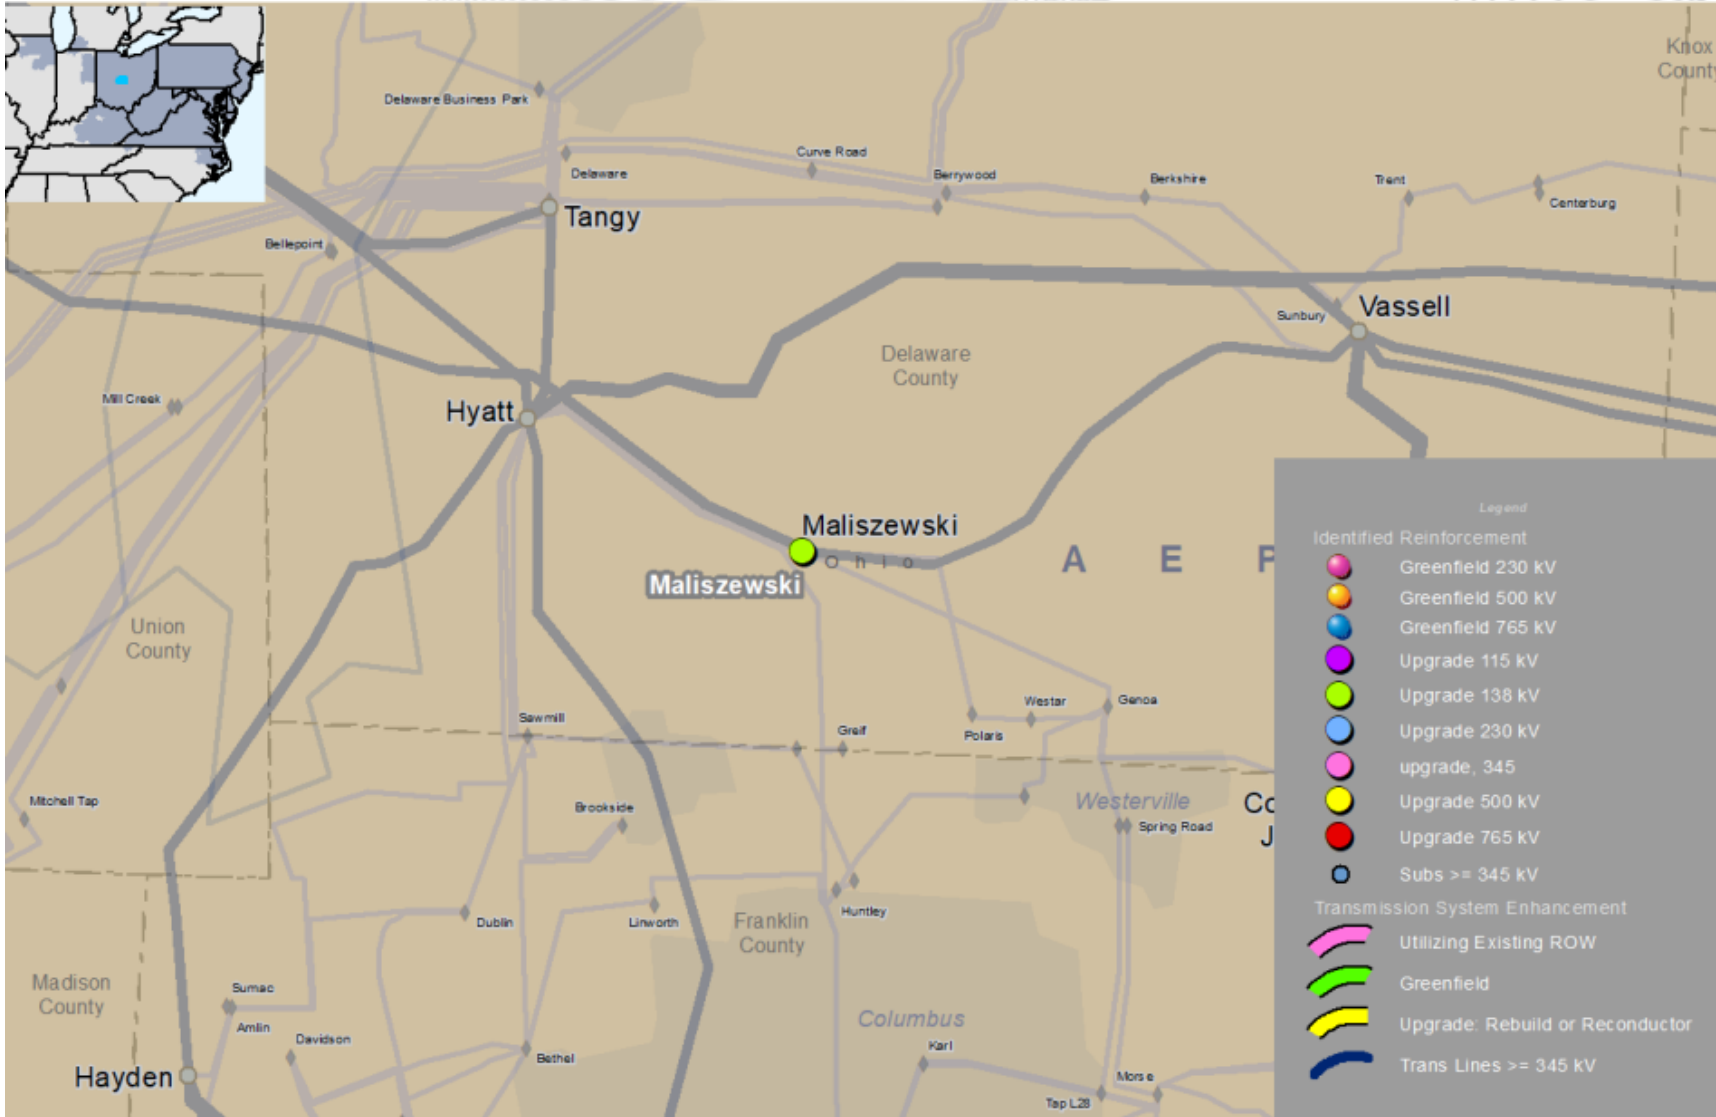 Knox
County
Delaware Business Park
Curve Road
Delaware
Berrywood
Berkshire
Trent
Centerburg
Tangy
Bellepoint
Vassell
Sunbury
Delaware
County
Mill Creek
Hyatt
Maliszewski
Ohio
A E P
Maliszewski
Union
County
Westar
Genoa
Sawmill
Greif
Polaris
Mitchell Tap
Brookside
Westerville
Spring Road
Dublin
Linworth
Huntley
Franklin
County
Madison
County
Sumac
Amlin
Davidson
Columbus
Karl
Bethel
Hayden
Morse
Tap L28
Legend
Identified Reinforcement
Greenfield 230 kV
Greenfield 500 kV
Greenfield 765 kV
Upgrade 115 kV
Upgrade 138 kV
Upgrade 230 kV
upgrade, 345
Upgrade 500 kV
Upgrade 765 kV
Subs >= 345 kV
Transmission System Enhancement
Utilizing Existing ROW
Greenfield
Upgrade: Rebuild or Reconductor
Trans Lines >= 345 kV